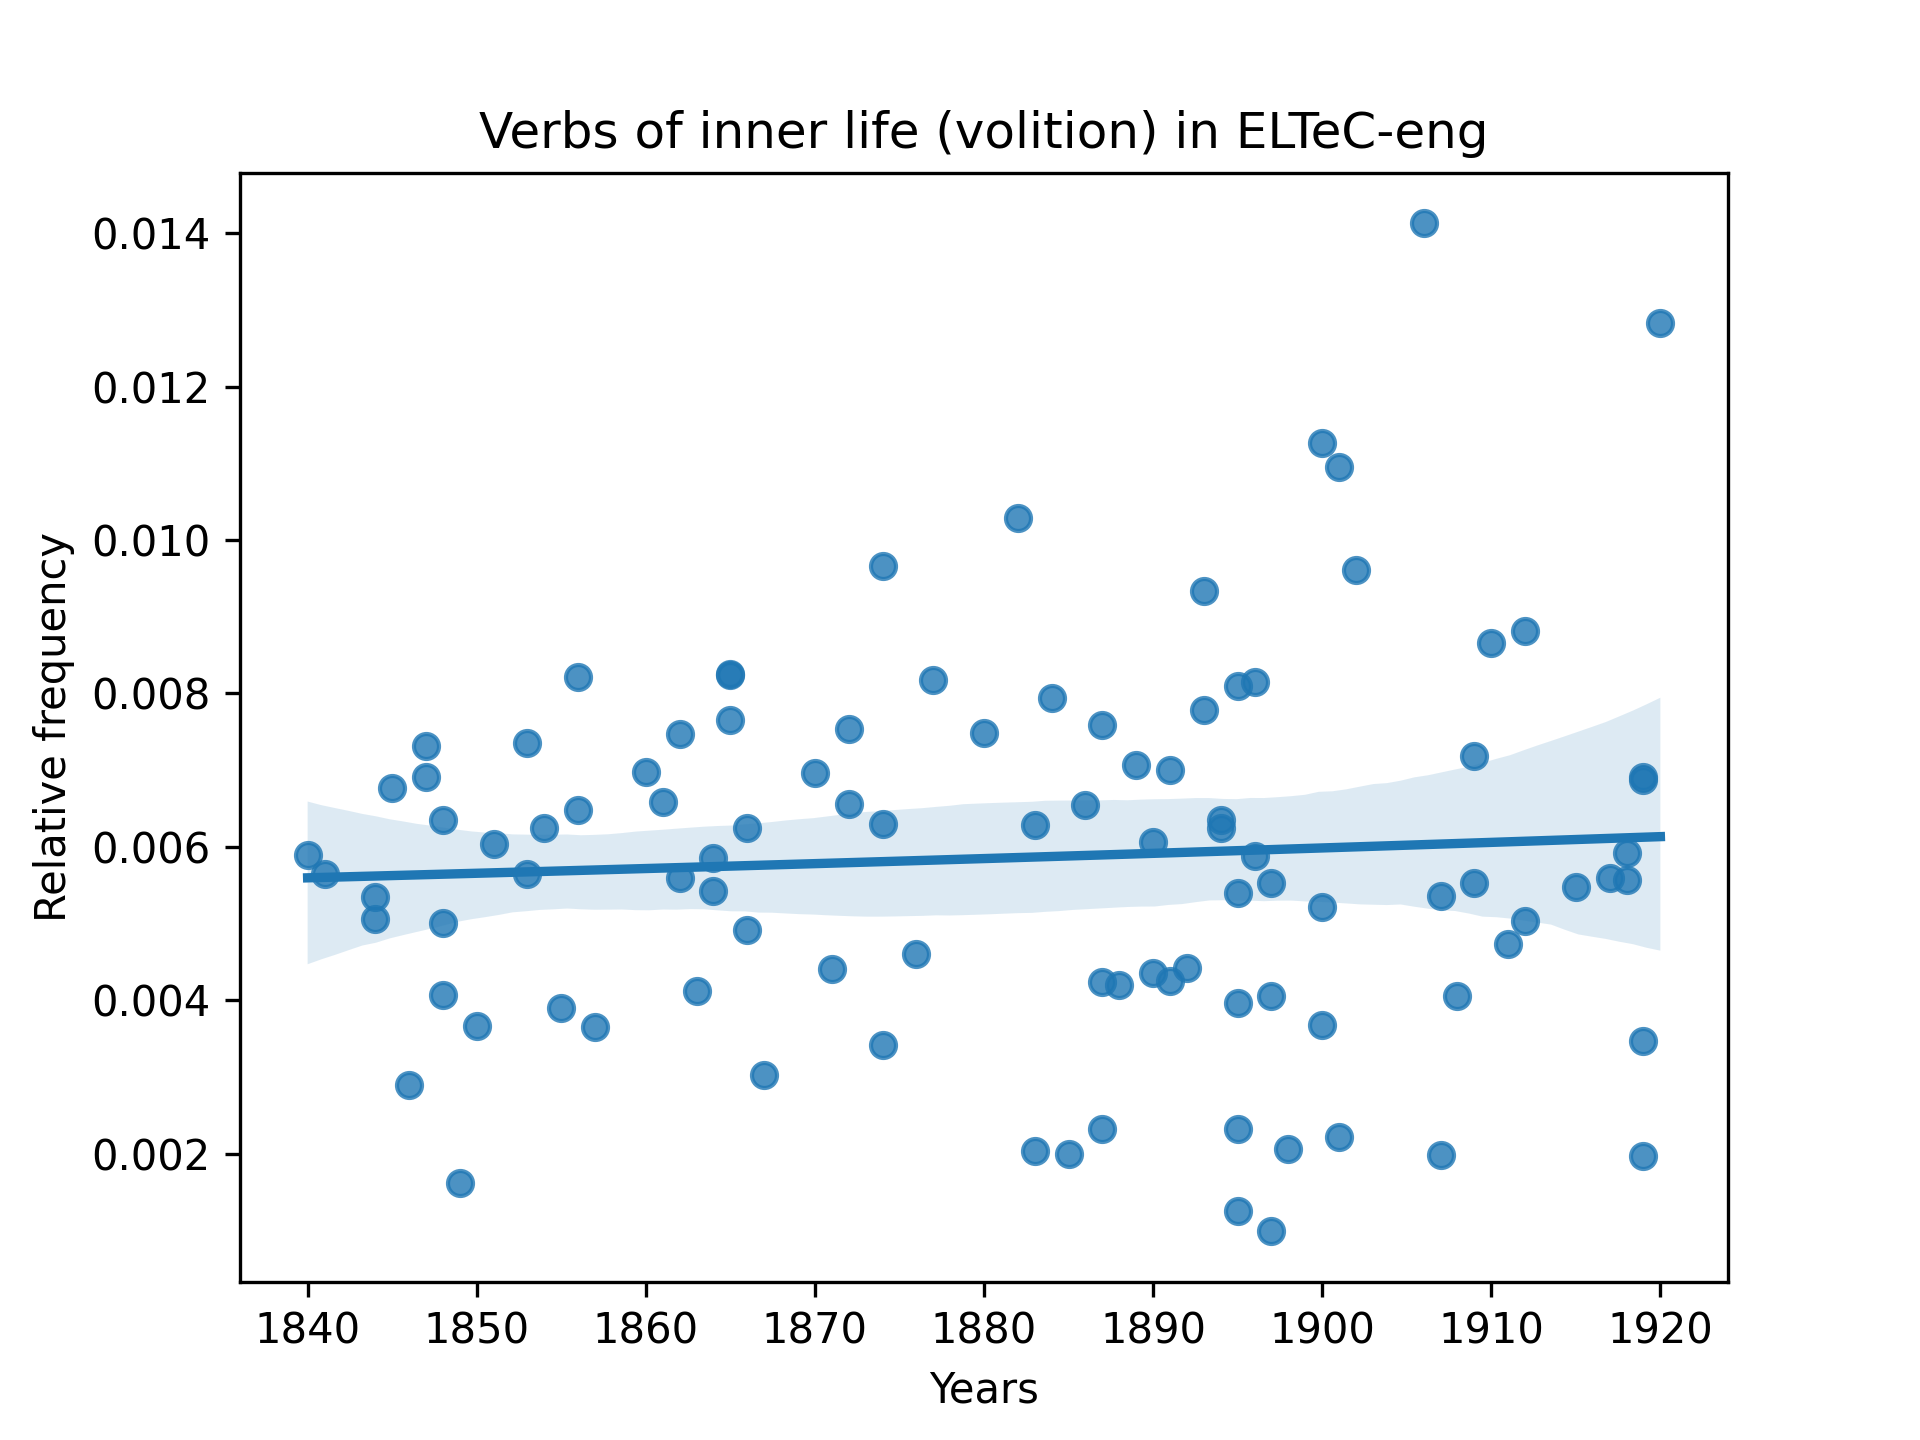 Verbs of inner life (volition) in ELTeC-eng
0.014
0.012
0.010
0.008
0.006
0.004
0.002
Relative frequency
1840 1850 1860 1870 1880 1890 1900 1910 1920
Years